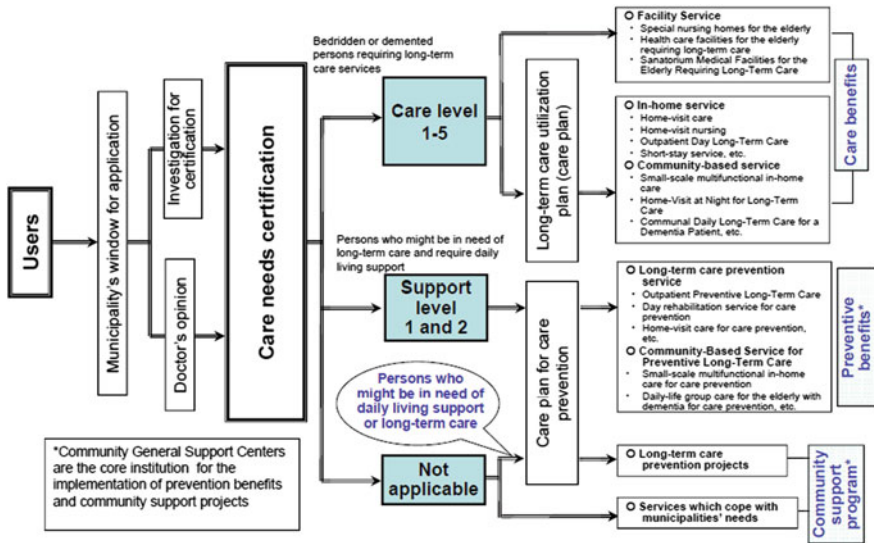 Users
Municipality's window for application
Investigation for
certification
Doctor's opinion
Care needs certification
Bedridden or demented
persons requiring long-term
care services
Care level
1-5
Persons who might be in need of
long-term care and require daily
living support
Support
level
1 and 2
Persons who
might be in need of
daily living support
or long-term care
Not
applicable
Long-term care utilization
plan (care plan)
Care plan for care
prevention
O Facility Service
・ Special nursing homes for the elderly
・ Health care facilities for the elderly
requiring long-term care
・ Sanatorium Medical Facilities for the
Elderly Requiring Long-Term Care
O In-home service
・ Home-visit care
・ Home-visit nursing
・ Outpatient Day Long-Term Care
・ Short-stay service, etc.
O Community-based service
・ Small-scale multifunctional in-home
care
・ Home-Visit at Night for Long-Term
Care
・ Communal Daily Long-Term Care for a
Dementia Patient, etc.
Care benefits
O Long-term care prevention
service
・ Outpatient Preventive Long-Term Care
・ Day rehabilitation service for care
prevention
・ Home-visit care for care prevention,
etc.
O Community-Based Service for
Preventive Long-Term Care
・ Small-scale multifunctional in-home
care for care prevention
・ Daily-life group care for the elderly with
dementia for care prevention, etc.
Preventive
benefits*
O Long-term care
prevention projects
O Services which cope with
municipalities' needs
Community
support
program*
*Community General Support Centers
are the core institution for the
implementation of prevention benefits
and community support projects